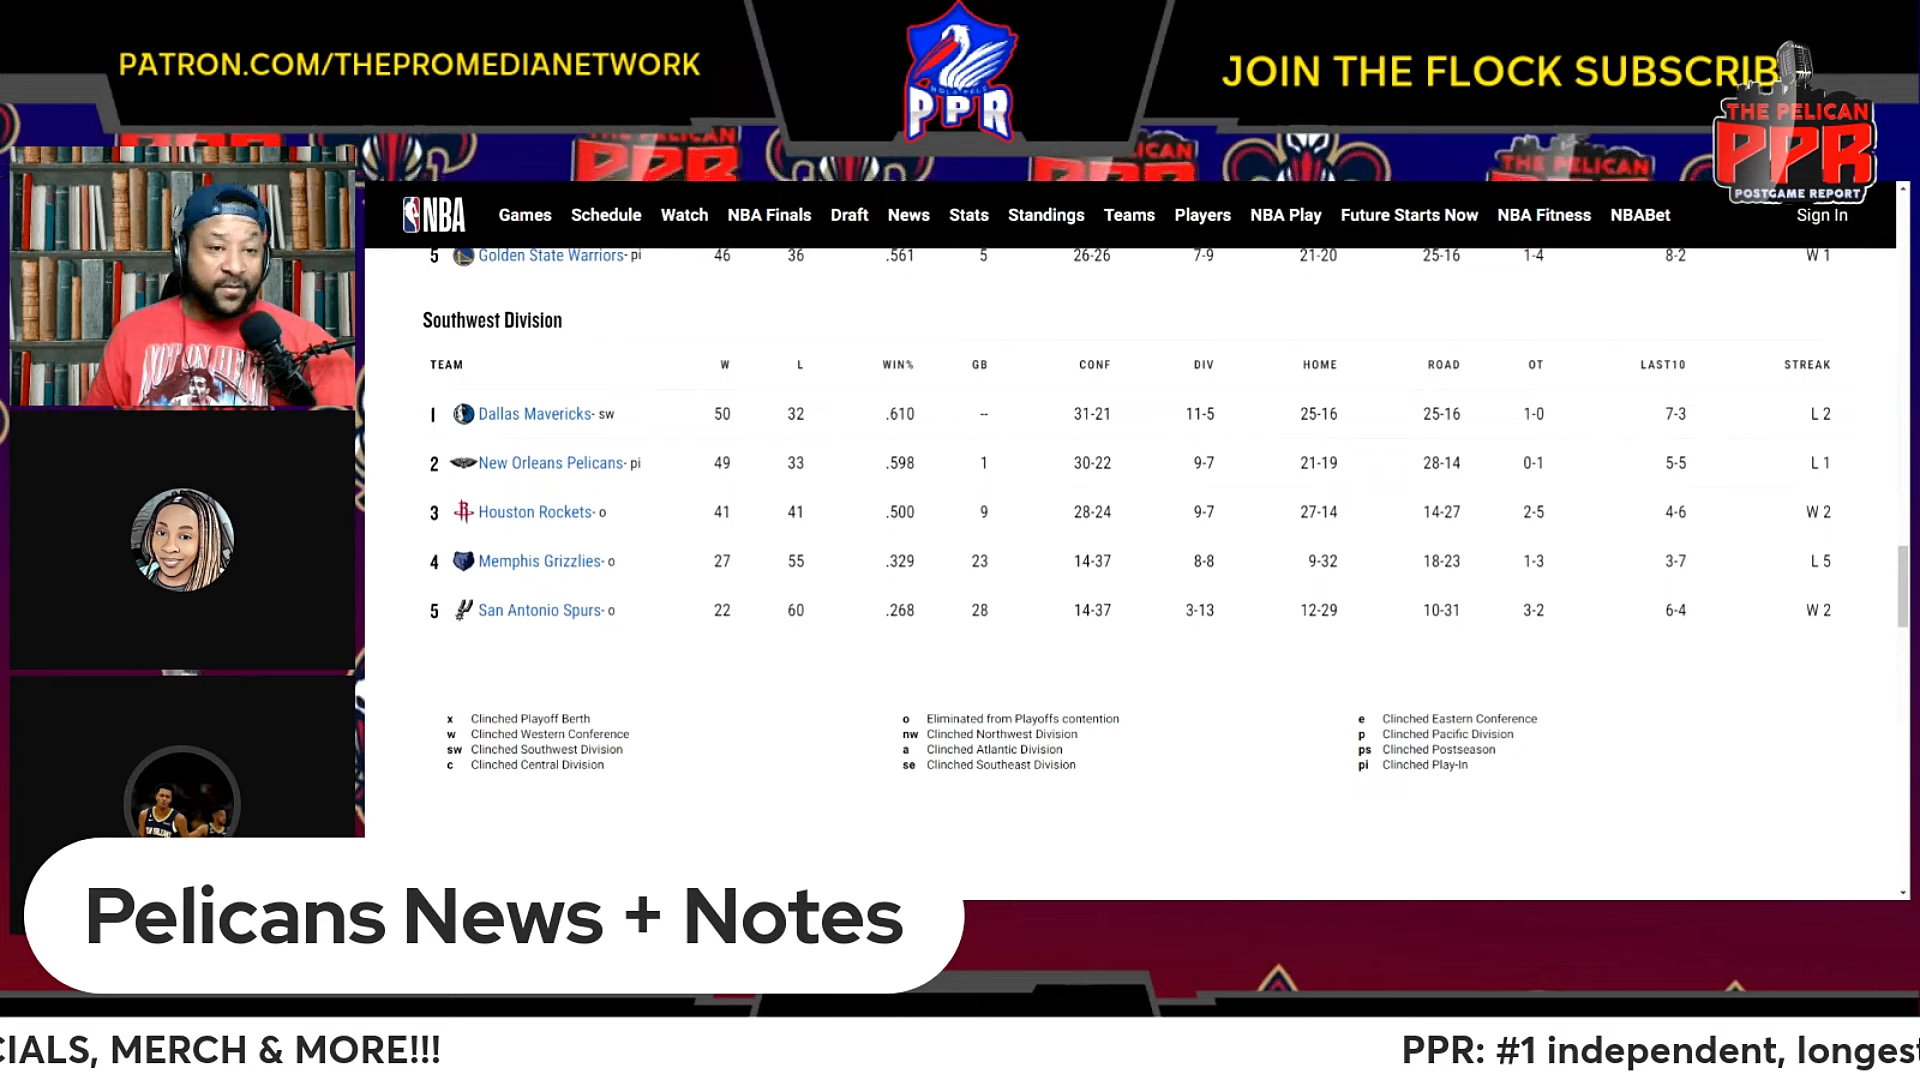 PATRON.COM/THEPROMEDIANETWORK
PPR
JOIN THE FLOCK SUBSCRIB
THE PELICAN
PPR
POSTGAME REPORT
THE PELICAN
PPR
ICAN
THE PELICAN
NBA Games Schedule Watch NBA Finals Draft News Stats Standings Teams Players NBA Play Future Starts Now NBA Fitness NBABet Sign In
5 Golden State Warriors- pi 46 36 .561 5 26-26 7-9 21-20 25-16 1-4 8-2 W 1
Southwest Division
TEAM W L WIN% GB CONF DIV HOME ROAD OT LAST10 STREAK
1 Dallas Mavericks- sw 50 32 .610 -- 31-21 11-5 25-16 25-16 1-0 7-3 L 2
2 New Orleans Pelicans- pi 49 33 .598 1 30-22 9-7 21-19 28-14 0-1 5-5 L 1
3 Houston Rockets- o 41 41 .500 9 28-24 9-7 27-14 14-27 2-5 4-6 W 2
4 Memphis Grizzlies- o 27 55 .329 23 14-37 8-8 9-32 18-23 1-3 3-7 L 5
5 San Antonio Spurs- o 22 60 .268 28 14-37 3-13 12-29 10-31 3-2 6-4 W 2
x Clinched Playoff Berth o Eliminated from Playoffs contention e Clinched Eastern Conference
w Clinched Western Conference nw Clinched Northwest Division p Clinched Pacific Division
sw Clinched Southwest Division a Clinched Atlantic Division ps Clinched Postseason
c Clinched Central Division se Clinched Southeast Division pi Clinched Play-In
Pelicans News + Notes
CIALS, MERCH & MORE!!! PPR: #1 independent, longest